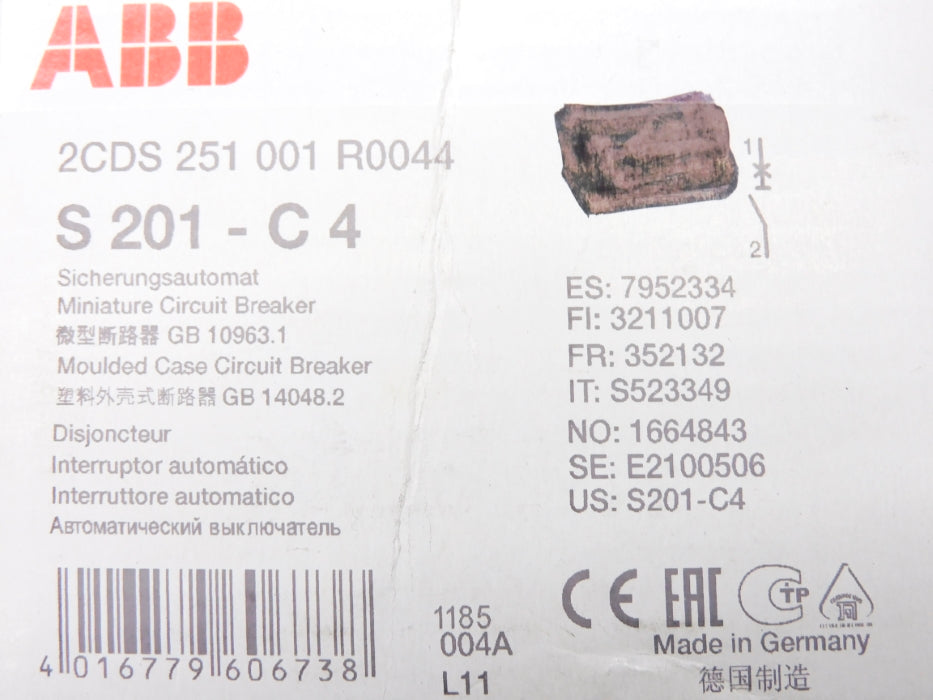 ABB
2CDS 251 001 R0044
S 201 - C 4
Sicherungsautomat
Miniature Circuit Breaker
微型断路器 GB 10963.1
Moulded Case Circuit Breaker
塑料外壳式断路器 GB 14048.2
Disjoncteur
Interruptor automático
Interruttore automatico
Автоматический выключатель
4 016779 606738
1185
004A
L11
1
2
ES: 7952334
FI: 3211007
FR: 352132
IT: S523349
NO: 1664843
SE: E2100506
US: S201-C4
CE EAC CTP
Made in Germany
德国制造